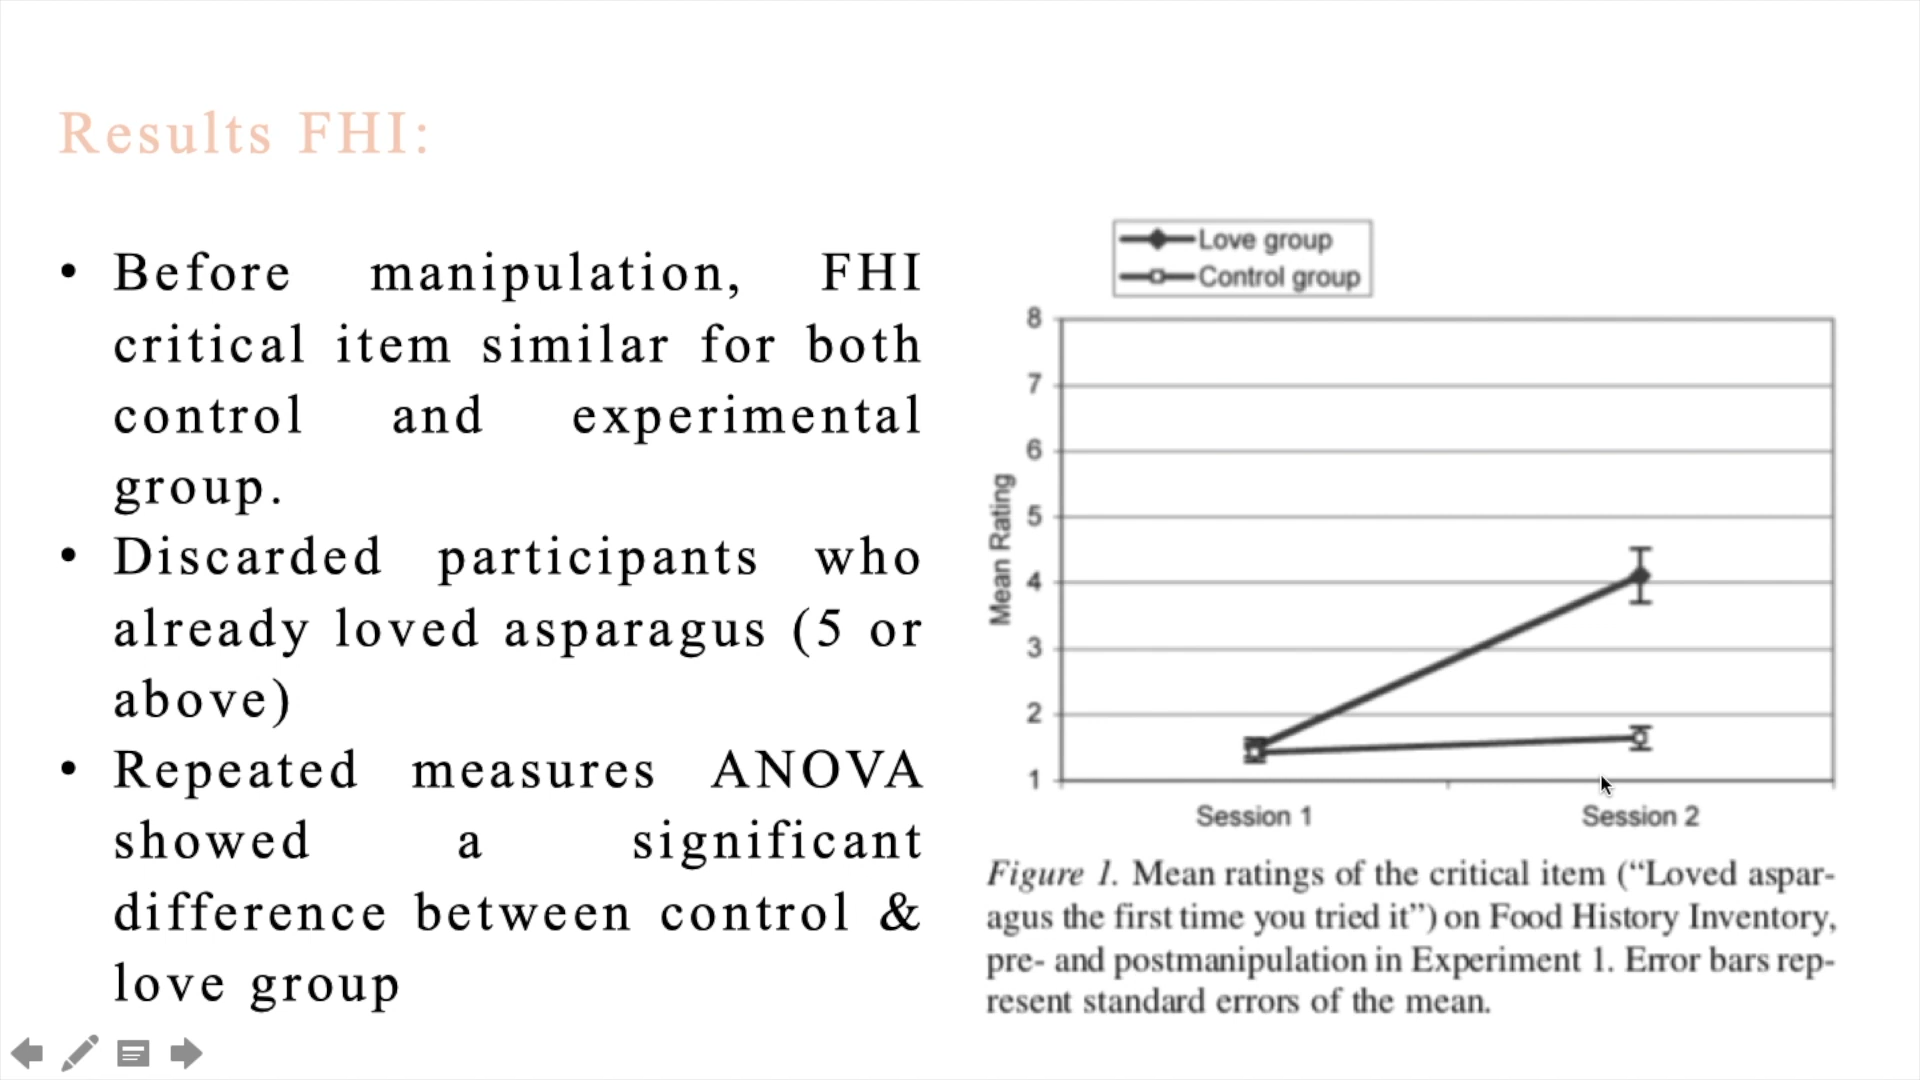 Results FHI:
• Before manipulation, FHI
critical item similar for both
control and experimental
group.
• Discarded participants who
already loved asparagus (5 or
above)
• Repeated measures ANOVA
showed a significant
difference between control &
love group
Love group
Control group
8
7
6
5
4
3
2
1
Mean Rating
Session 1
Session 2
Figure 1. Mean ratings of the critical item (“Loved aspar-
agus the first time you tried it”) on Food History Inventory,
pre- and postmanipulation in Experiment 1. Error bars rep-
resent standard errors of the mean.